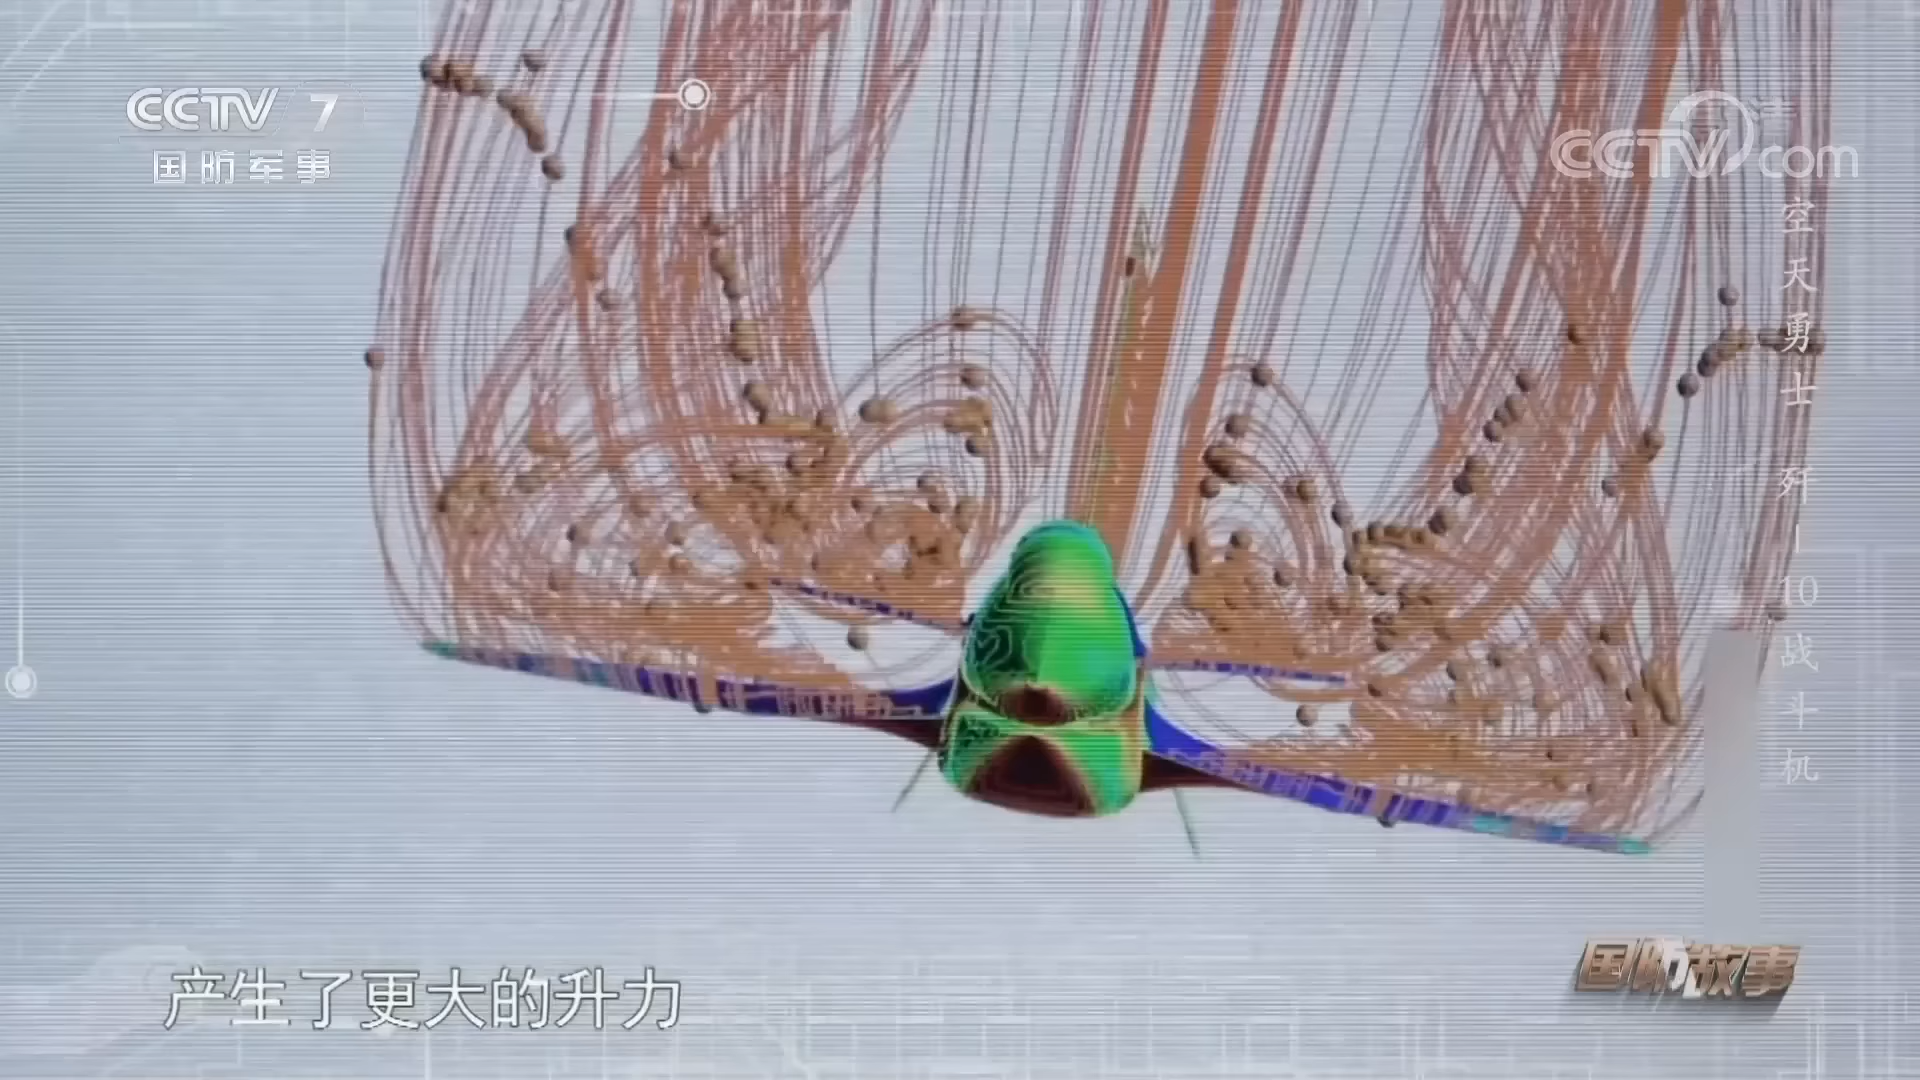 CCTV 7
国防军事
CCTV.com
空天勇士 歼-10战斗机
国防故事
产生了更大的升力